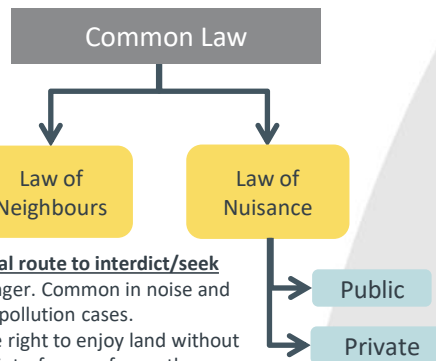 Common Law
Law of
Neighbours
Law of
Nuisance
al route to interdict/seek
nger. Common in noise and
pollution cases.
e right to enjoy land without
Public
Private